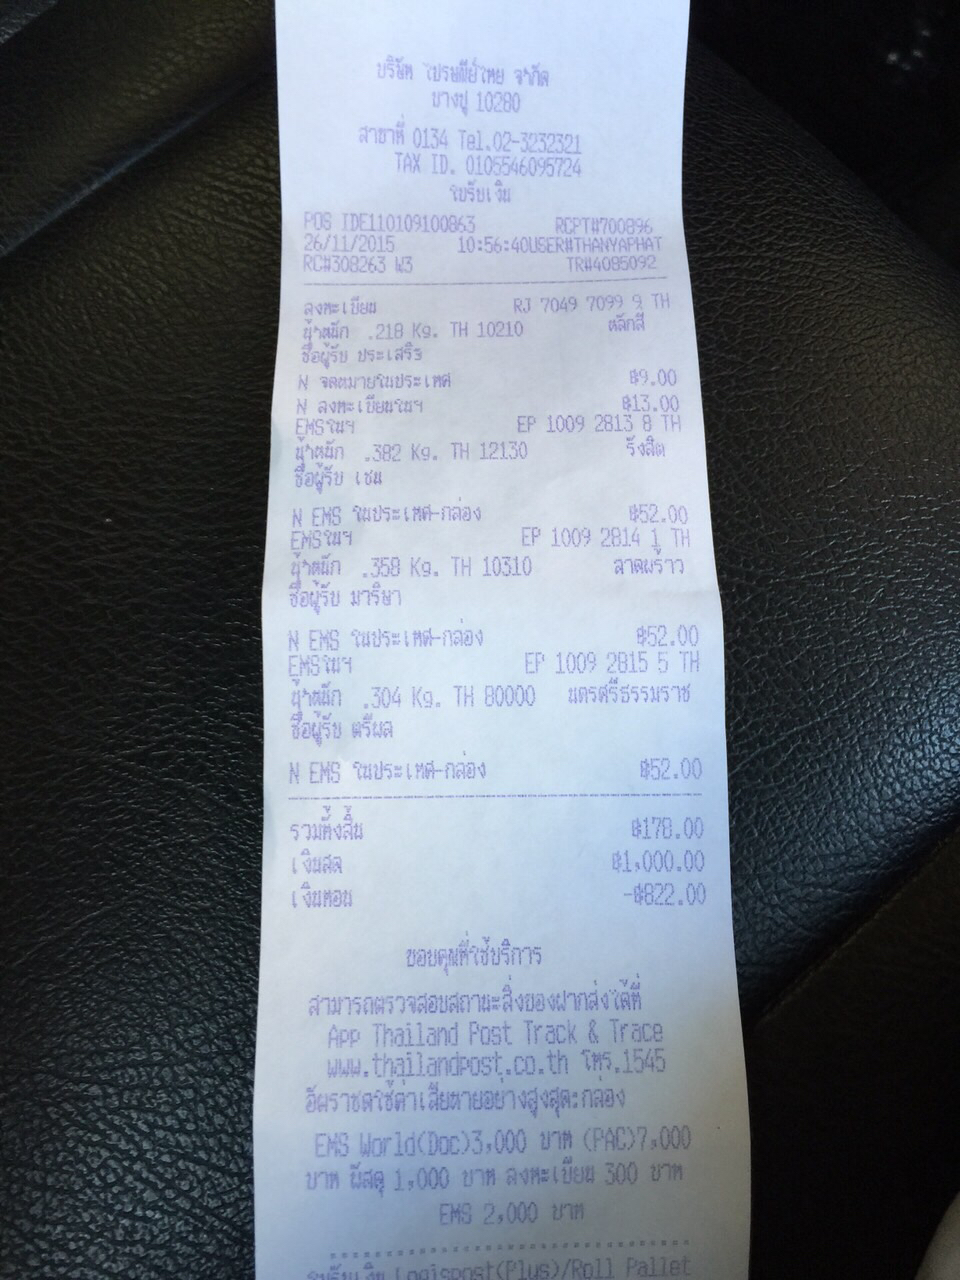 บริษัท ไปรษณีย์ไทย จำกัด
บางปู 10280
สาขาที่ 0134 Tel.02-3232321
TAX ID. 0105546095724
ใบรับเงิน
POS IDE110109100863 RCPT#700896
26/11/2015 10:56:40USER#THANYAPHAT
RC#308263 W3 TR#4085092
ลงทะเบียน RJ 7049 7099 9 TH
น้ำหนัก .218 Kg. TH 10210 หลักสี่
ชื่อผู้รับ ประเสริฐ
N จดหมายในประเทศ ฿9.00
N ลงทะเบียนในฯ ฿13.00
EMSในฯ EP 1009 2813 8 TH
น้ำหนัก .382 Kg. TH 12130 รังสิต
ชื่อผู้รับ เชน
N EMS ในประเทศ-กล่อง ฿52.00
EMSในฯ EP 1009 2814 1 TH
น้ำหนัก .358 Kg. TH 10310 ลาดพร้าว
ชื่อผู้รับ มาริษา
N EMS ในประเทศ-กล่อง ฿52.00
EMSในฯ EP 1009 2815 5 TH
น้ำหนัก .304 Kg. TH 80000 นครศรีธรรมราช
ชื่อผู้รับ ตรีผล
N EMS ในประเทศ-กล่อง ฿52.00
รวมทั้งสิ้น ฿178.00
เงินสด ฿1,000.00
เงินทอน -฿822.00
ขอบคุณที่ใช้บริการ
สามารถตรวจสอบสถานะสิ่งของฝากส่งได้ที่
App Thailand Post Track & Trace
www.thailandpost.co.th โทร.1545
อัตราชดใช้ค่าเสียหายอย่างสูงสุด:กล่อง
EMS World(Doc)3,000 บาท (PAC)7,000
บาท พัสดุ 1,000 บาท ลงทะเบียน 300 บาท
EMS 2,000 บาท
Logispost(Plus)/Roll Pallet